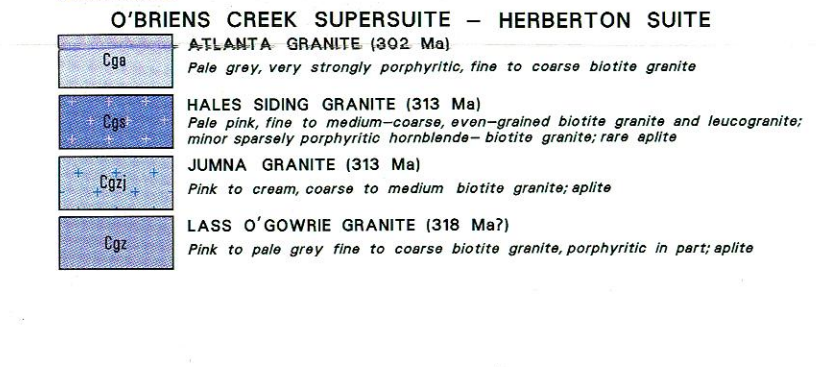 O'BRIENS CREEK SUPERSUITE – HERBERTON SUITE
Cga
ATLANTA GRANITE (302 Ma)
Pale grey, very strongly porphyritic, fine to coarse biotite granite
Cgs
HALES SIDING GRANITE (313 Ma)
Pale pink, fine to medium–coarse, even–grained biotite granite and leucogranite;
minor sparsely porphyritic hornblende– biotite granite; rare aplite
Cgzj
JUMNA GRANITE (313 Ma)
Pink to cream, coarse to medium biotite granite; aplite
Cgz
LASS O'GOWRIE GRANITE (318 Ma?)
Pink to pale grey fine to coarse biotite granite, porphyritic in part; aplite